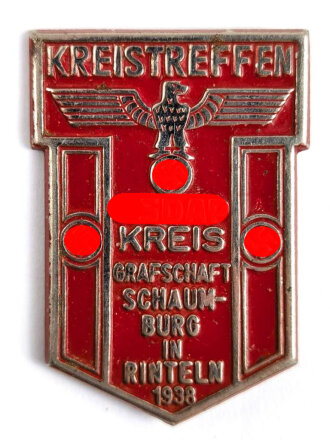 KREISTREFFEN
KREIS
GRAFSCHAFT
SCHAUM-
BURG
IN
RINTELN
1938